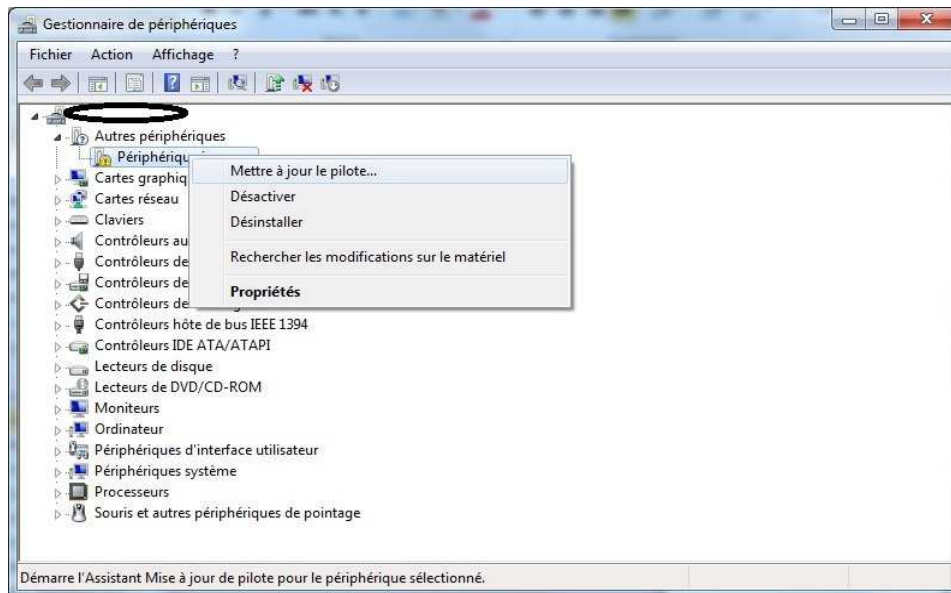 Gestionnaire de périphériques
Fichier Action Affichage ?
Autres périphériques
Mettre à jour le pilote...
Cartes
Désactiver
Cartes réseau
Désinstaller
Claviers
Contrôleurs
Rechercher les modifications sur le matériel
Contrôleurs de
Contrôleurs de
Propriétés
Contrôleurs de
Contrôleurs hôte de bus IEEE 1394
Contrôleurs IDE ATA/ATAPI
Lecteurs de disque
Lecteurs de DVD/CD-ROM
Moniteurs
Ordinateur
Périphériques d'interface utilisateur
Périphériques système
Processeurs
Souris et autres périphériques de pointage
Démarre l'Assistant Mise à jour de pilote pour le périphérique sélectionné.